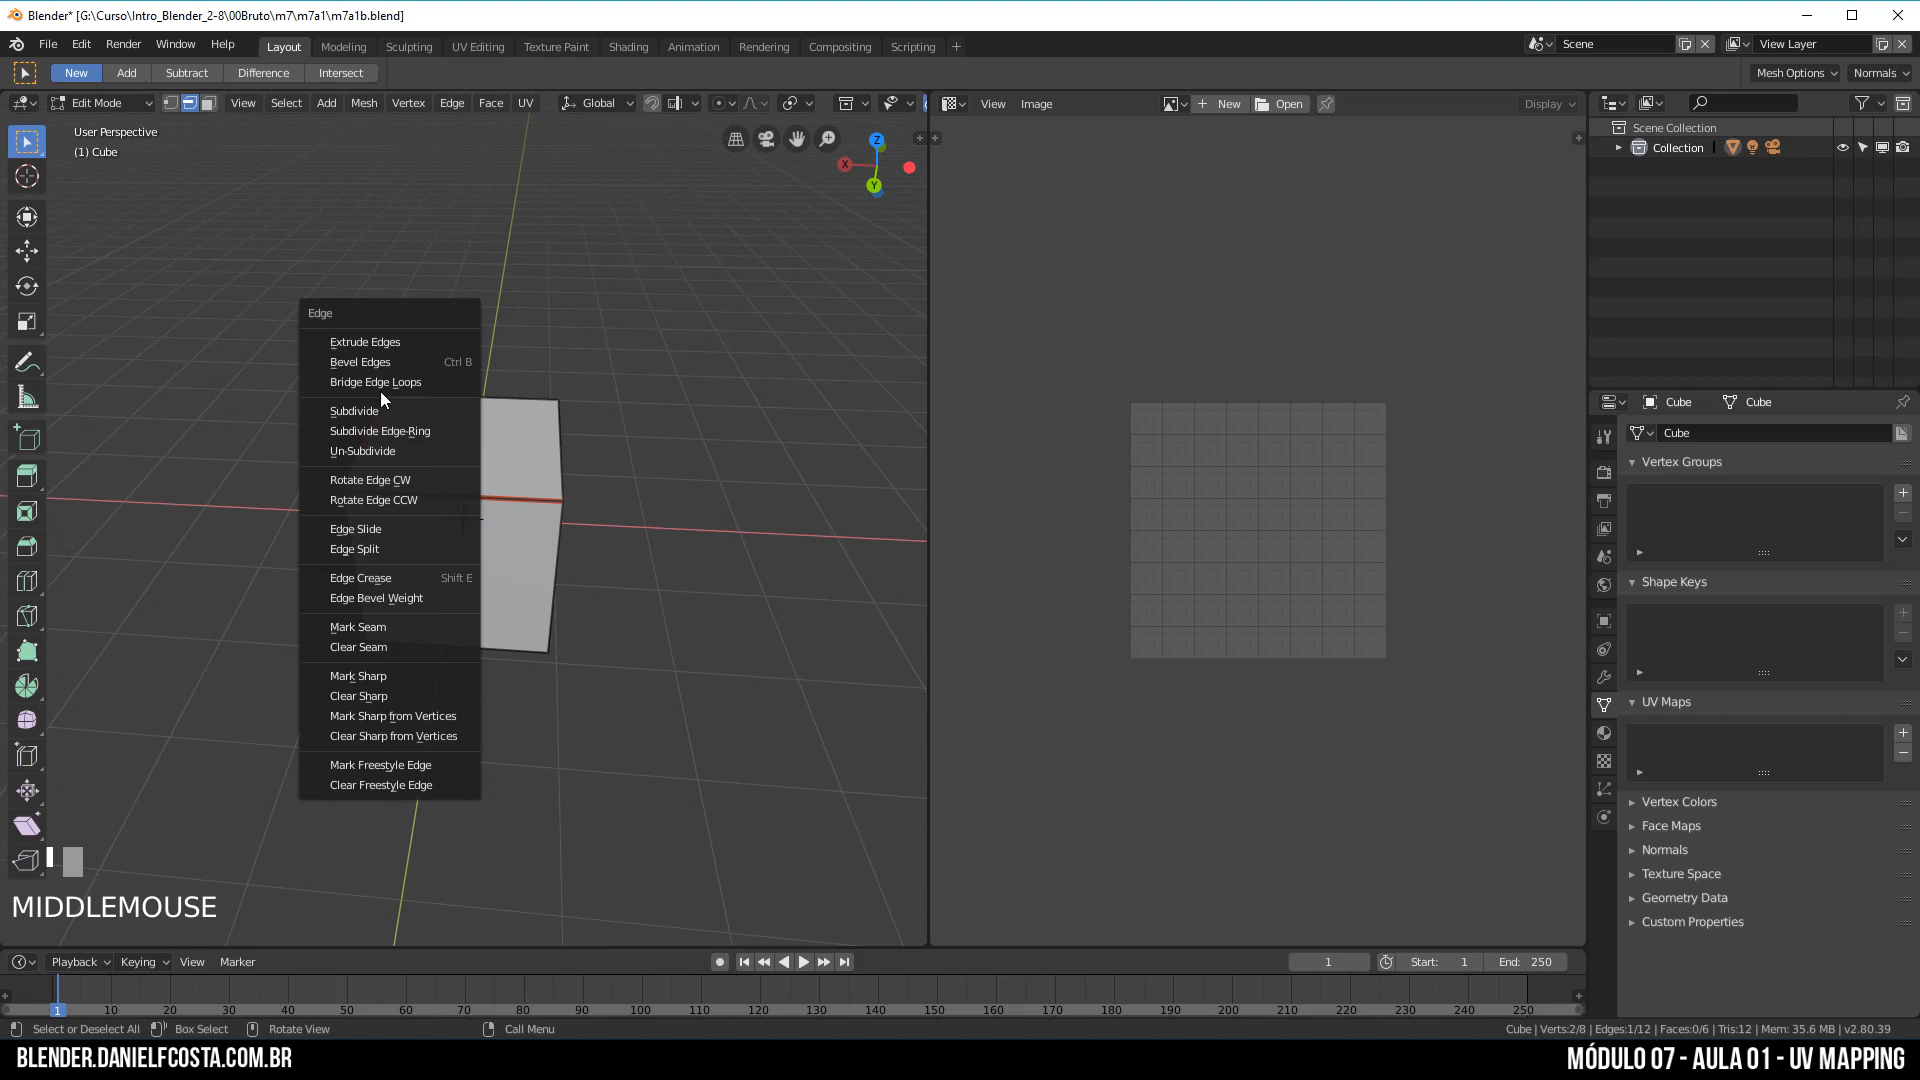 Blender* [G:\Curso\Intro_Blender_2-8\00Bruto\m7\m7a1\m7a1b.blend]
File Edit Render Window Help Layout Modeling Sculpting UV Editing Texture Paint Shading Animation Rendering Compositing Scripting + Scene View Layer
New Add Subtract Difference Intersect Mesh Options Normals
Edit Mode View Select Add Mesh Vertex Edge Face UV Global View Image + New Open Display
User Perspective
(1) Cube
Z
X
Y
Scene Collection
Collection
Edge
Extrude Edges
Bevel Edges Ctrl B
Bridge Edge Loops
Subdivide
Subdivide Edge-Ring
Un-Subdivide
Rotate Edge CW
Rotate Edge CCW
Edge Slide
Edge Split
Edge Crease Shift E
Edge Bevel Weight
Mark Seam
Clear Seam
Mark Sharp
Clear Sharp
Mark Sharp from Vertices
Clear Sharp from Vertices
Mark Freestyle Edge
Clear Freestyle Edge
MIDDLEMOUSE
Cube Cube
Cube
Vertex Groups
Shape Keys
UV Maps
Vertex Colors
Face Maps
Normals
Texture Space
Geometry Data
Custom Properties
Playback Keying View Marker 1 Start: 1 End: 250
1 10 20 30 40 50 60 70 80 90 100 110 120 130 140 150 160 170 180 190 200 210 220 230 240 250
Select or Deselect All Box Select Rotate View Call Menu Cube | Verts:2/8 | Edges:1/12 | Faces:0/6 | Tris:12 | Mem: 35.6 MB | v2.80.39
BLENDER.DANIELFCOSTA.COM.BR MÓDULO 07 - AULA 01 - UV MAPPING